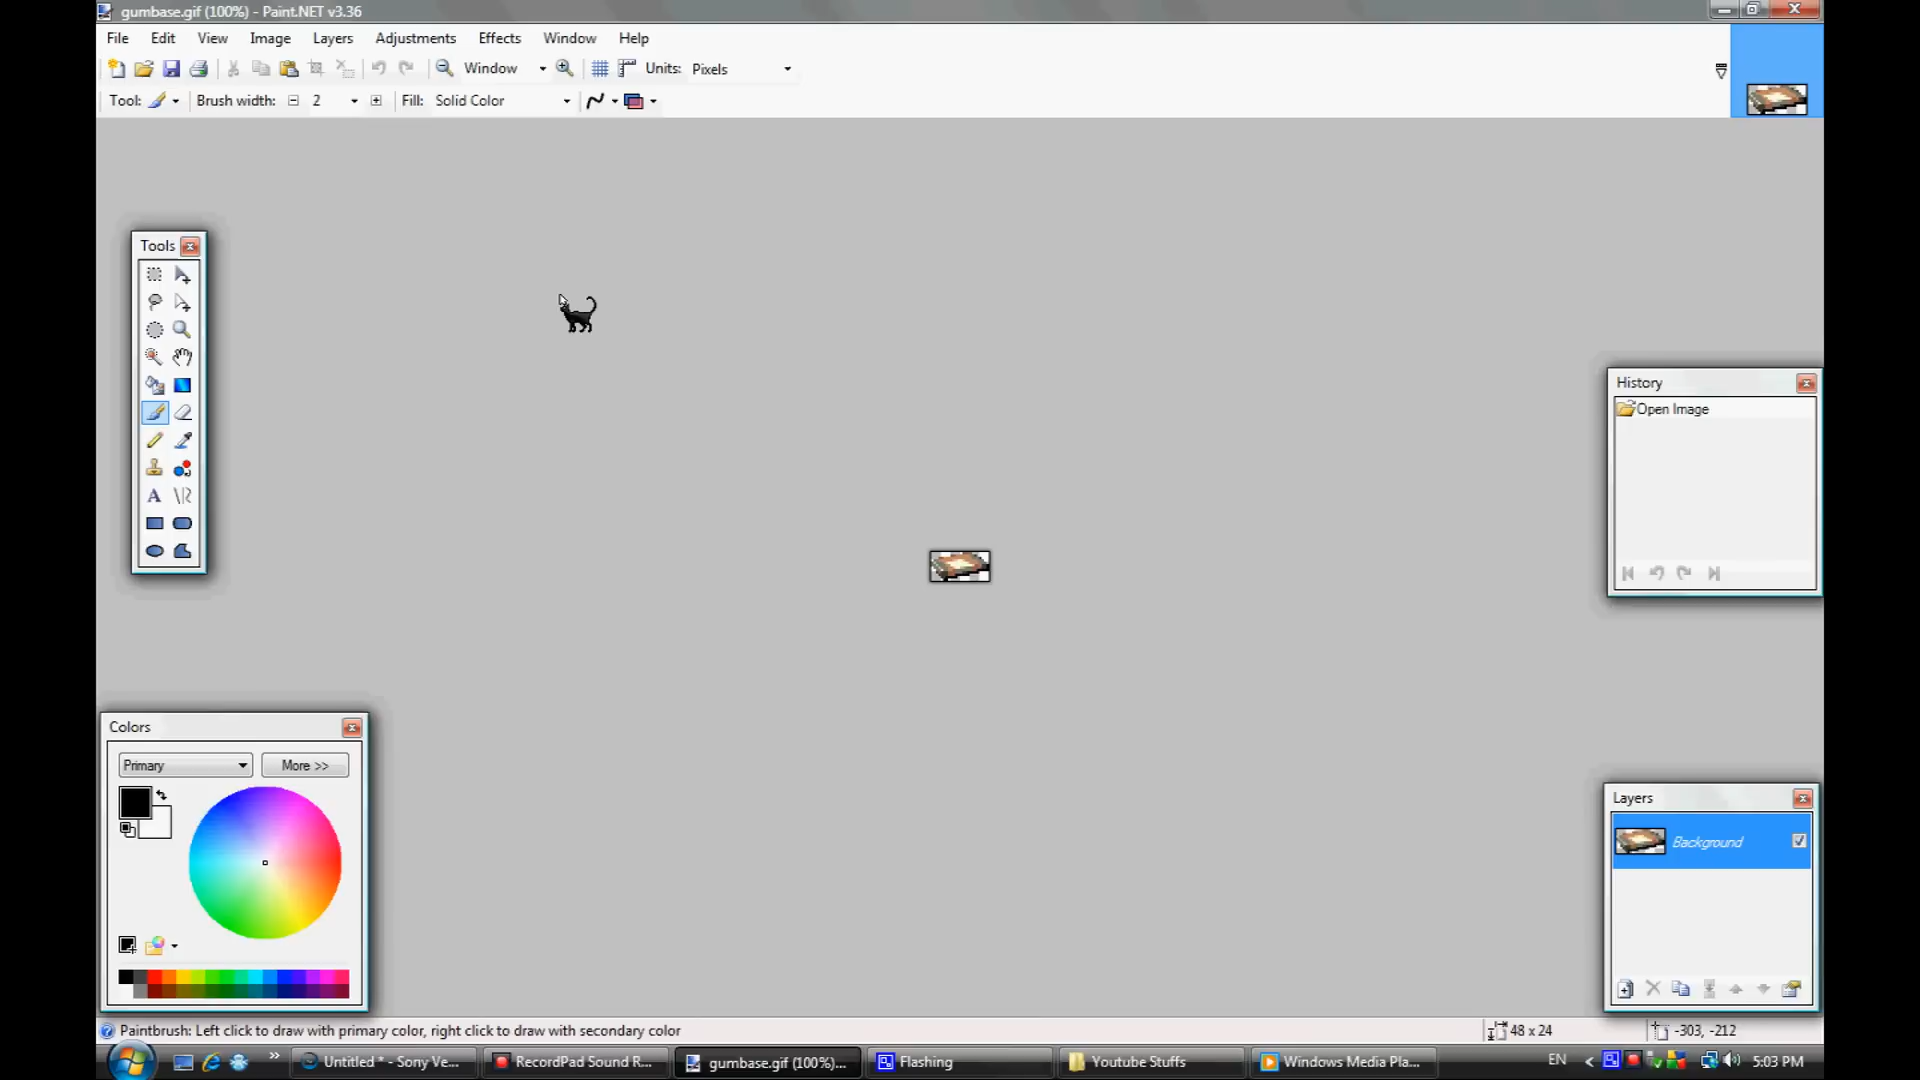 gumbase.gif (100%) - Paint.NET v3.36
File Edit View Image Layers Adjustments Effects Window Help
Window Units: Pixels
Tool: Brush width: 2 Fill: Solid Color
Tools
A
History
Open Image
Colors
Primary More >>
Layers
Background
Paintbrush: Left click to draw with primary color, right click to draw with secondary color 48 x 24 -303, -212
Untitled * - Sony Ve... RecordPad Sound R... gumbase.gif (100%)... Flashing Youtube Stuffs Windows Media Pla... EN < 5:03 PM